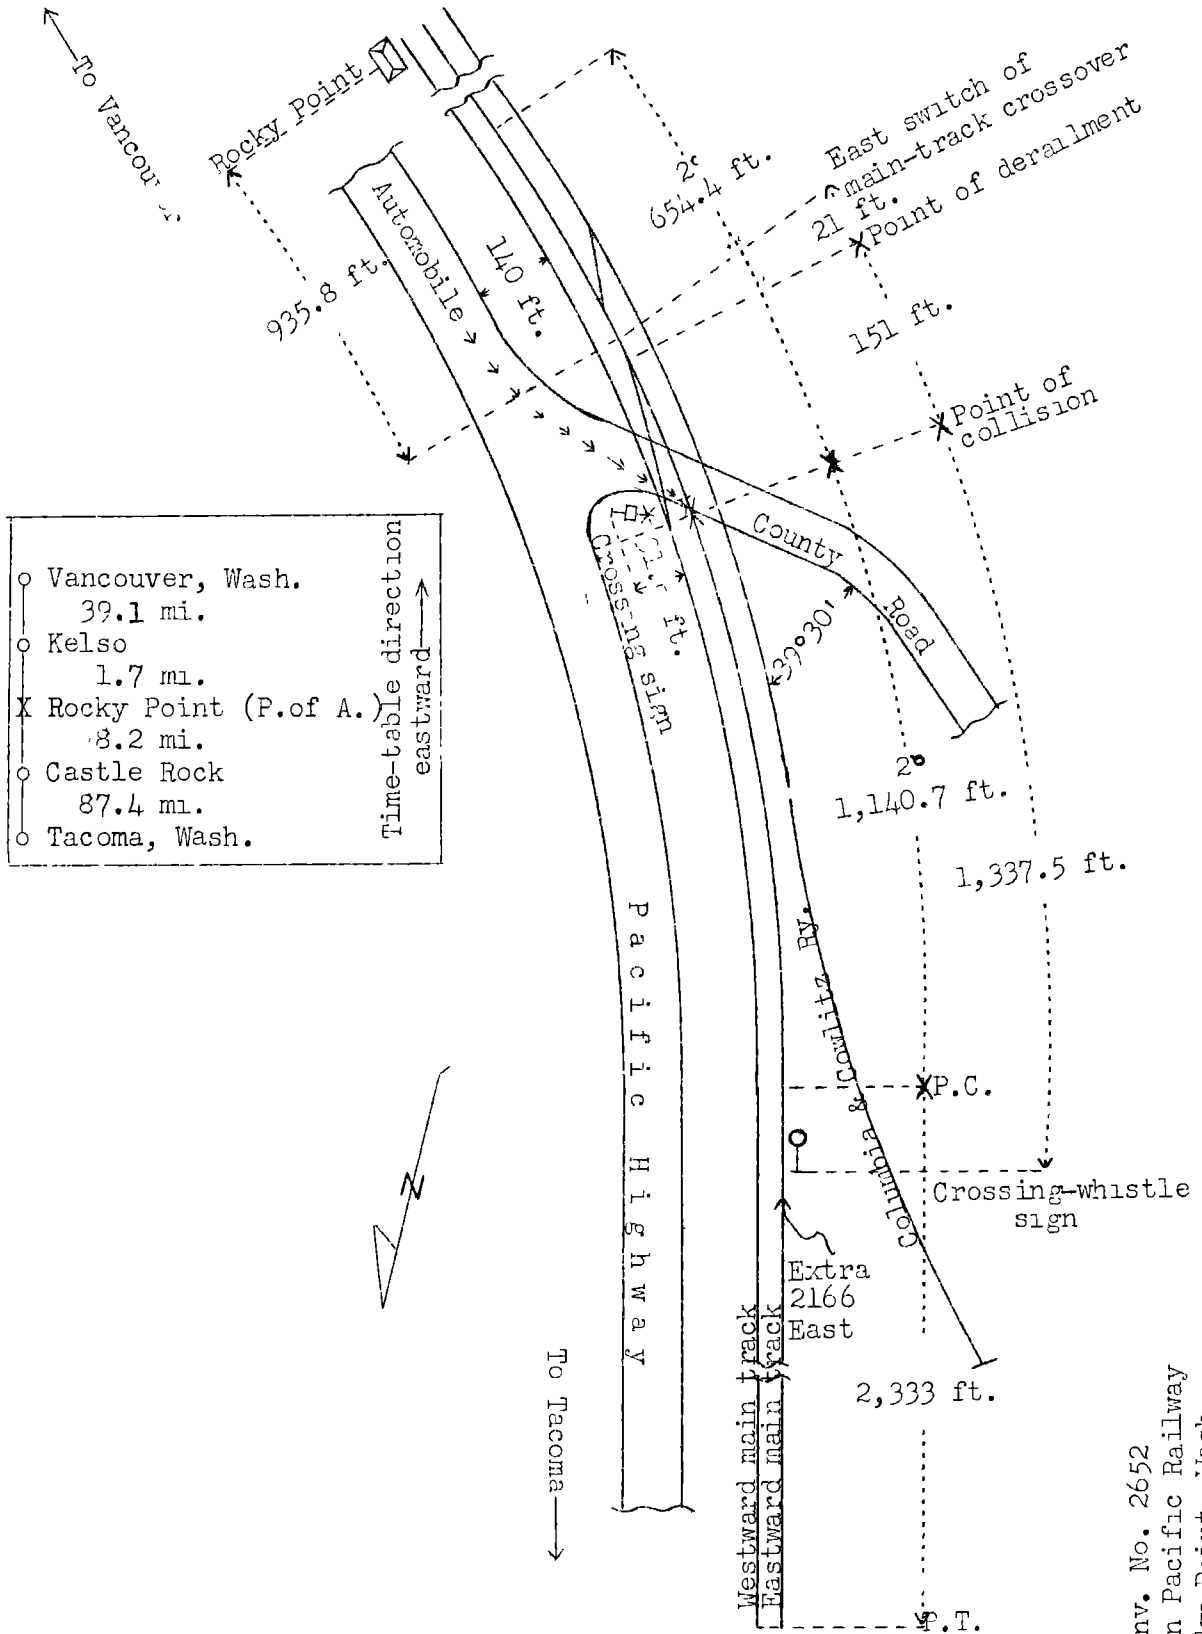 To Vancou
Rocky Point
935.8 ft.
Automobile
140 ft.
2°
654.4 ft.
East switch of
main-track crossover
21 ft.
Point of derailment
151 ft.
Point of
collision
County
Road
Crossing sign
ft.
39°30'
Vancouver, Wash.
39.1 mi.
Kelso
1.7 mi.
X Rocky Point (P.of A.)
8.2 mi.
Castle Rock
87.4 mi.
Tacoma, Wash.
Time-table direction
eastward
2°
1,140.7 ft.
1,337.5 ft.
Pacific Highway
Columbia & Cowlitz Ry.
P.C.
N
Crossing-whistle
sign
Extra
2166
East
To Tacoma
Westward main track
Eastward main track
2,333 ft.
P.T.
nv. No. 2652
n Pacific Railway
Point, Wash